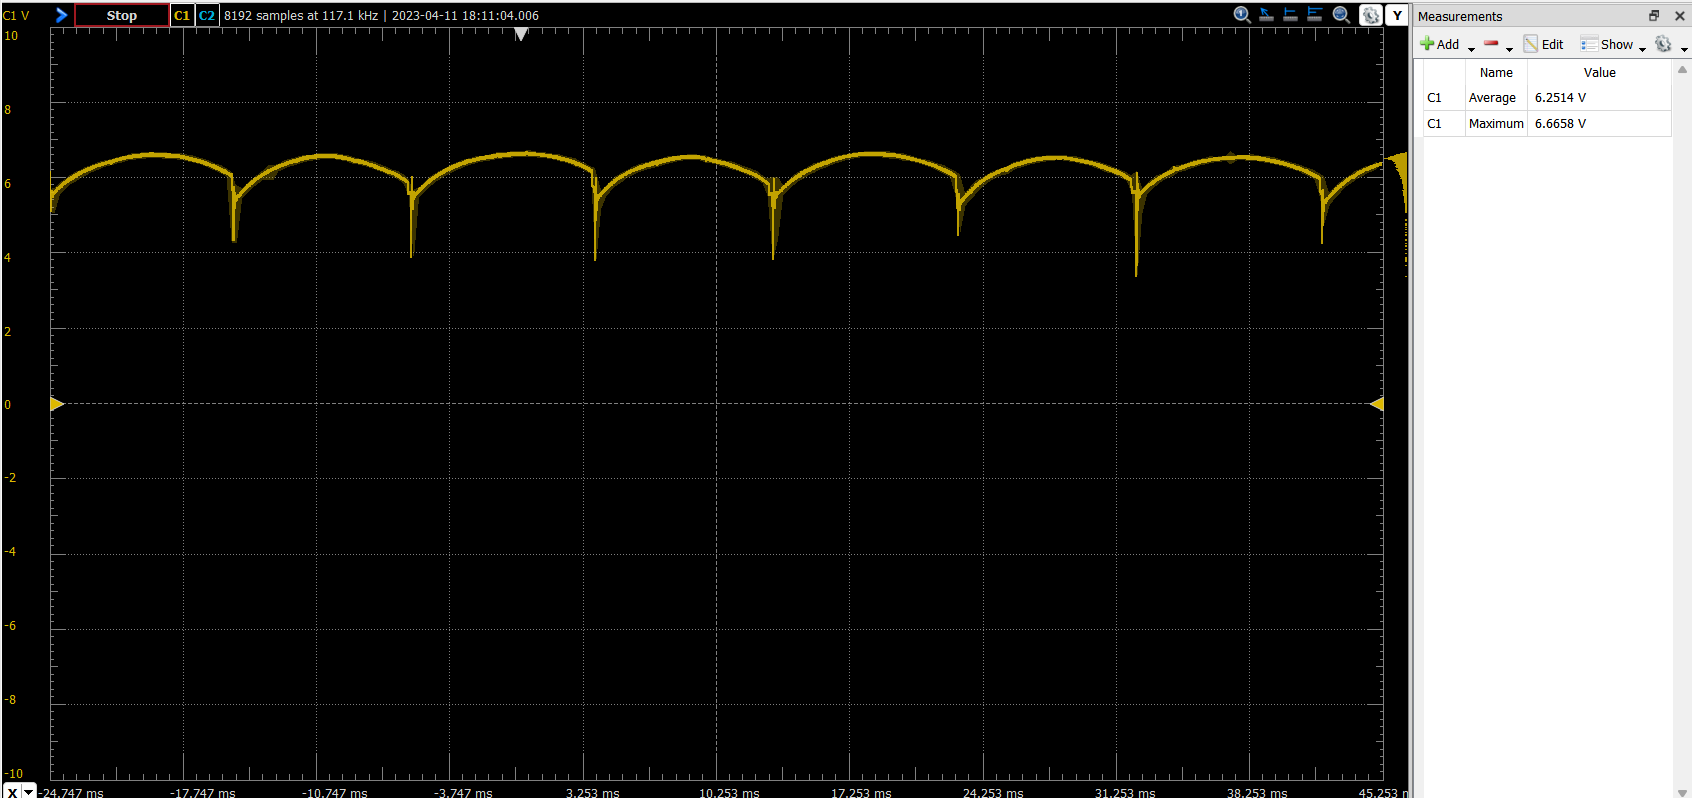 C1 V Stop C1 C2 8192 samples at 117.1 kHz | 2023-04-11 18:11:04.006 Y
10
8
6
4
2
0
-2
-4
-6
-8
-10
X -24.747 ms -17.747 ms -10.747 ms -3.747 ms 3.253 ms 10.253 ms 17.253 ms 24.253 ms 31.253 ms 38.253 ms 45.253 m
Measurements
Add Edit Show
Name Value
C1 Average 6.2514 V
C1 Maximum 6.6658 V